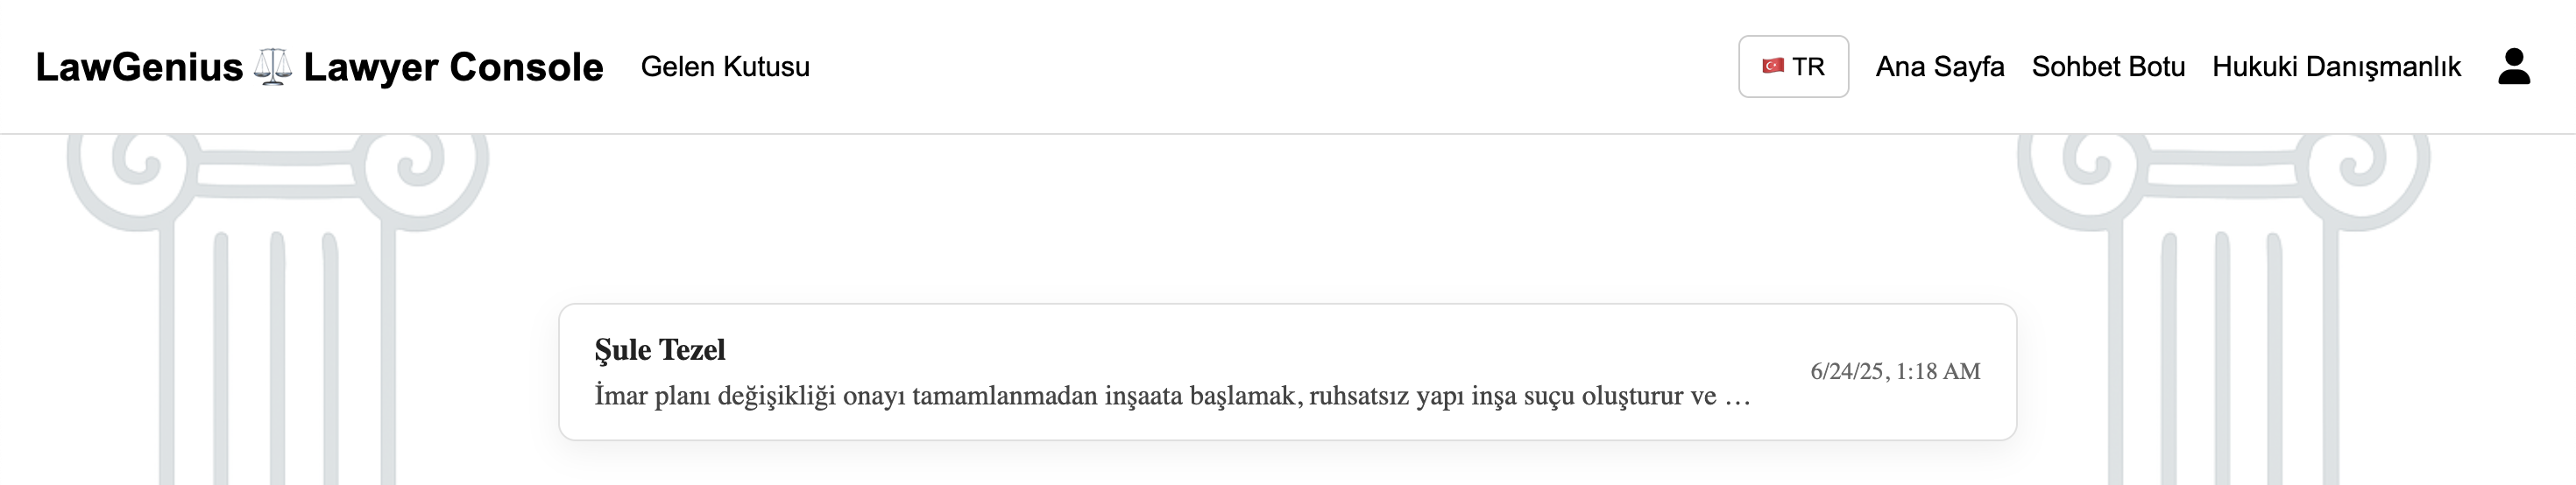 LawGenius ⚖️ Lawyer Console
Gelen Kutusu
🇹🇷 TR
Ana Sayfa
Sohbet Botu
Hukuki Danışmanlık
Şule Tezel
İmar planı değişikliği onayı tamamlanmadan inşaata başlamak, ruhsatsız yapı inşa suçu oluşturur ve …
6/24/25, 1:18 AM